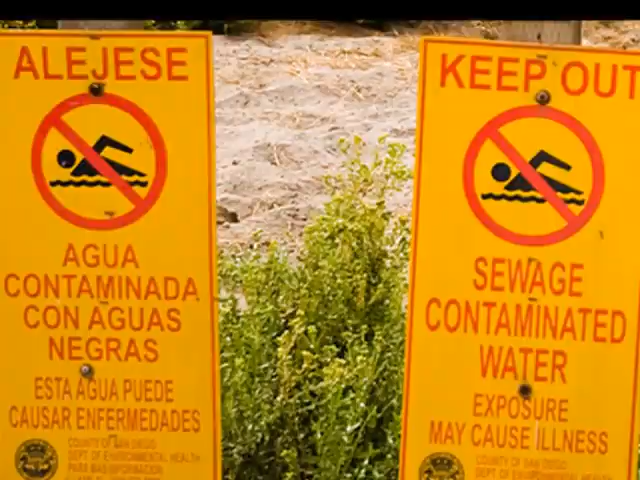 ALEJESE
AGUA
CONTAMINADA
CON AGUAS
NEGRAS
ESTA AGUA PUEDE
CAUSAR ENFERMEDADES
COUNTY OF SAN DIEGO
DEPT OF ENVIRONMENTAL HEALTH
PARA MAS INFORMACION
KEEP OUT
SEWAGE
CONTAMINATED
WATER
EXPOSURE
MAY CAUSE ILLNESS
COUNTY OF SAN DIEGO
DEPT OF ENVIRONMENTAL HEALTH